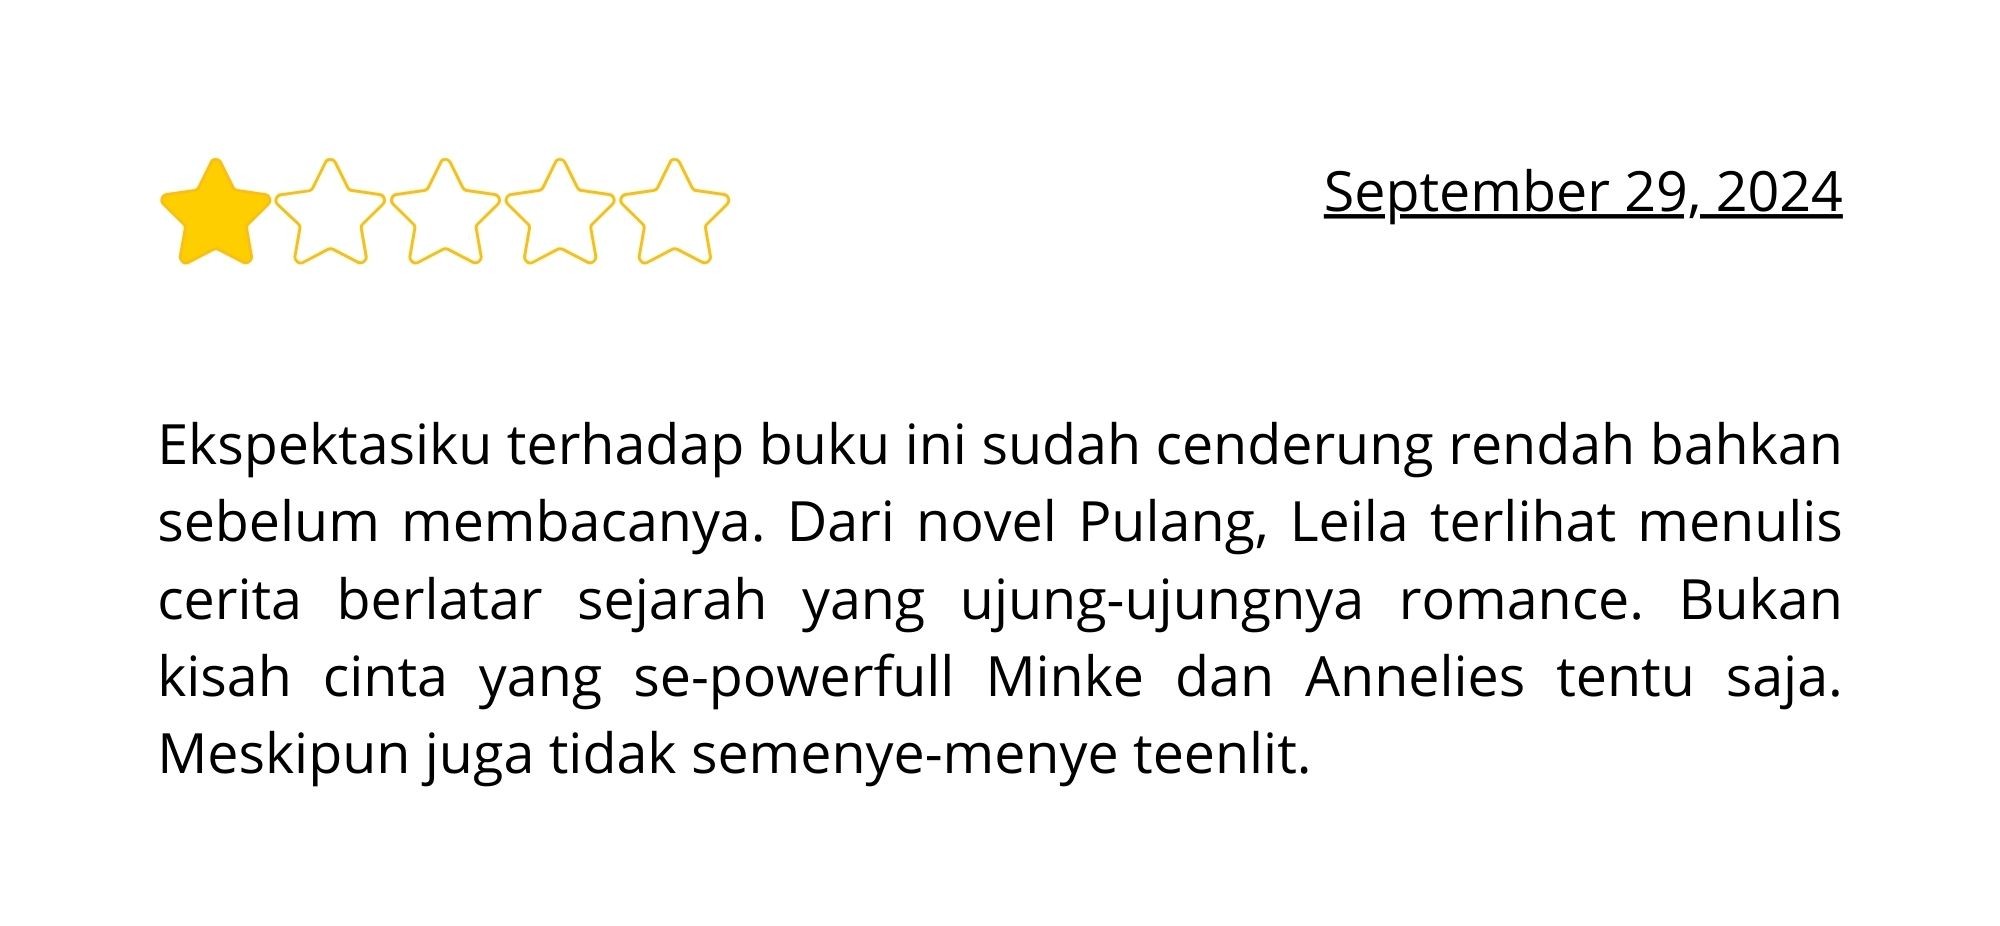 September 29, 2024
Ekspektasiku terhadap buku ini sudah cenderung rendah bahkan
sebelum membacanya. Dari novel Pulang, Leila terlihat menulis
cerita berlatar sejarah yang ujung-ujungnya romance. Bukan
kisah cinta yang se-powerfull Minke dan Annelies tentu saja.
Meskipun juga tidak semenye-menye teenlit.